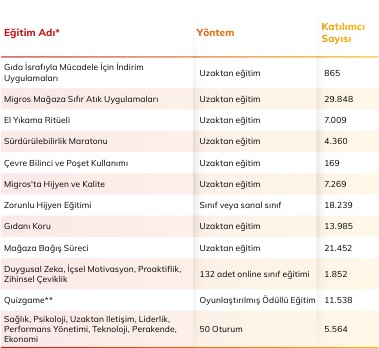 Eğitim Adı* Yöntem Katılımcı Sayısı
Gıda İsrafıyla Mücadele İçin İndirim
Uygulamaları Uzaktan eğitim 865
Migros Mağaza Sıfır Atık Uygulamaları Uzaktan eğitim 29.848
El Yıkama Ritüeli Uzaktan eğitim 7.009
Sürdürülebilirlik Maratonu Uzaktan eğitim 4.360
Çevre Bilinci ve Poşet Kullanımı Uzaktan eğitim 169
Migros'ta Hijyen ve Kalite Uzaktan eğitim 7.269
Zorunlu Hijyen Eğitimi Sınıf veya sanal sınıf 18.239
Gıdanı Koru Uzaktan eğitim 13.985
Mağaza Bağış Süreci Uzaktan eğitim 21.452
Duygusal Zeka, İçsel Motivasyon, Proaktiflik,
Zihinsel Çeviklik 132 adet online sınıf eğitimi 1.852
Quizgame** Oyunlaştırılmış Ödüllü Eğitim 11.538
Sağlık, Psikoloji, Uzaktan İletişim, Liderlik,
Performans Yönetimi, Teknoloji, Perakende,
Ekonomi 50 Oturum 5.564